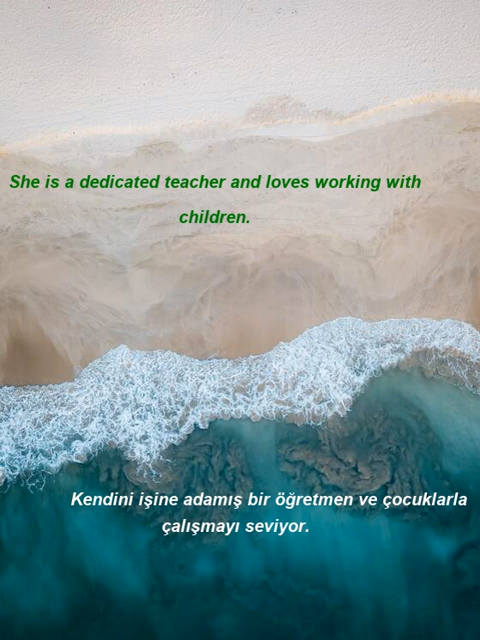 She is a dedicated teacher and loves working with
children.
Kendini işine adamış bir öğretmen ve çocuklarla
çalışmayı seviyor.